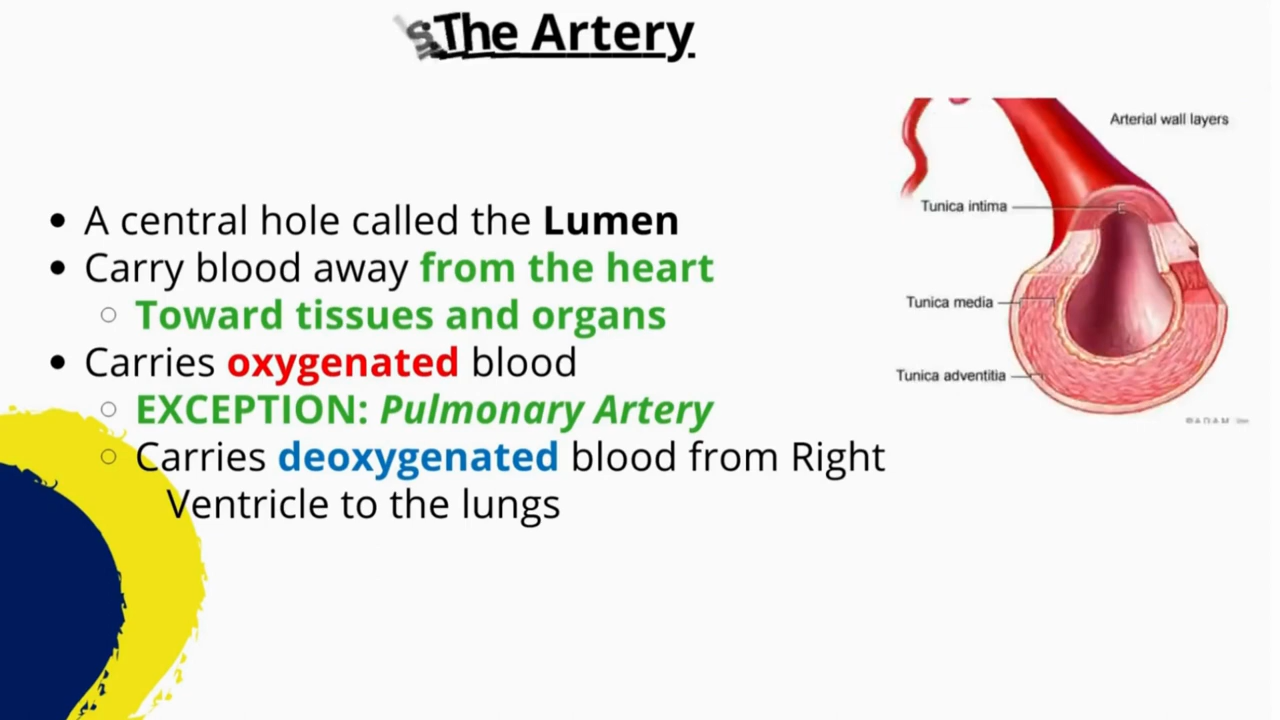 The Artery
Arterial wall layers
Tunica intima
Tunica media
Tunica adventitia
• A central hole called the Lumen
• Carry blood away from the heart
○ Toward tissues and organs
• Carries oxygenated blood
○ EXCEPTION: Pulmonary Artery
○ Carries deoxygenated blood from Right
Ventricle to the lungs